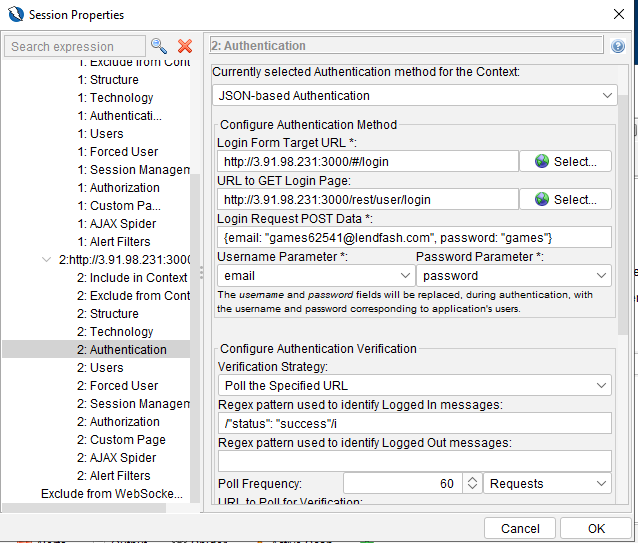 Session Properties
Search expression
1: Exclude from Cont
1: Structure
1: Technology
1: Authenticati...
1: Users
1: Forced User
1: Session Managem
1: Authorization
1: Custom Pa...
1: AJAX Spider
1: Alert Filters
2:http://3.91.98.231:3000
2: Include in Context
2: Exclude from Cont
2: Structure
2: Technology
2: Authentication
2: Users
2: Forced User
2: Session Managem
2: Authorization
2: Custom Page
2: AJAX Spider
2: Alert Filters
Exclude from WebSocke...
2: Authentication
Currently selected Authentication method for the Context:
JSON-based Authentication
Configure Authentication Method
Login Form Target URL *:
http://3.91.98.231:3000/#/login
Select...
URL to GET Login Page:
http://3.91.98.231:3000/rest/user/login
Select...
Login Request POST Data *:
{email: "games62541@lendfash.com", password: "games"}
Username Parameter *:
Password Parameter *:
email
password
The username and password fields will be replaced, during authentication, with
the username and password corresponding to application's users.
Configure Authentication Verification
Verification Strategy:
Poll the Specified URL
Regex pattern used to identify Logged In messages:
/"status": "success"/i
Regex pattern used to identify Logged Out messages:
Poll Frequency:
60
Requests
URL to Poll for Verification:
Cancel
OK